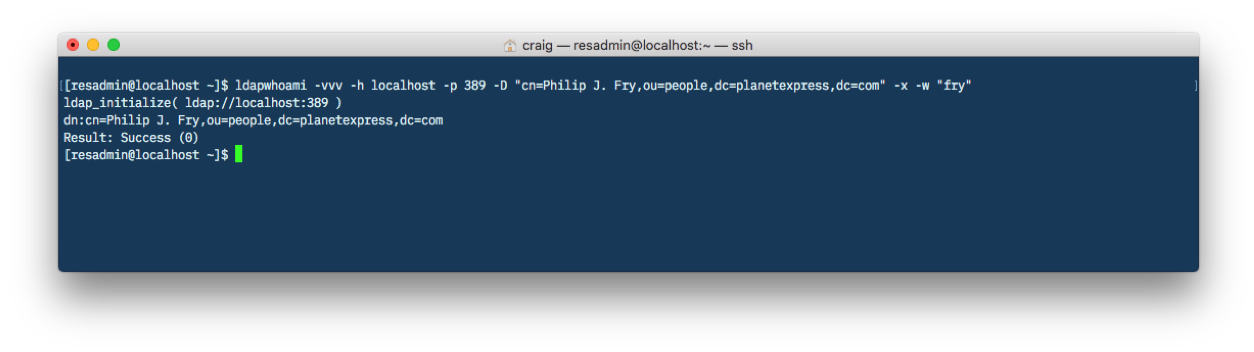 craig — resadmin@localhost:~ — ssh
[[resadmin@localhost ~]$ ldapwhoami -vvv -h localhost -p 389 -D "cn=Philip J. Fry,ou=people,dc=planetexpress,dc=com" -x -w "fry" ]
ldap_initialize( ldap://localhost:389 )
dn:cn=Philip J. Fry,ou=people,dc=planetexpress,dc=com
Result: Success (0)
[resadmin@localhost ~]$